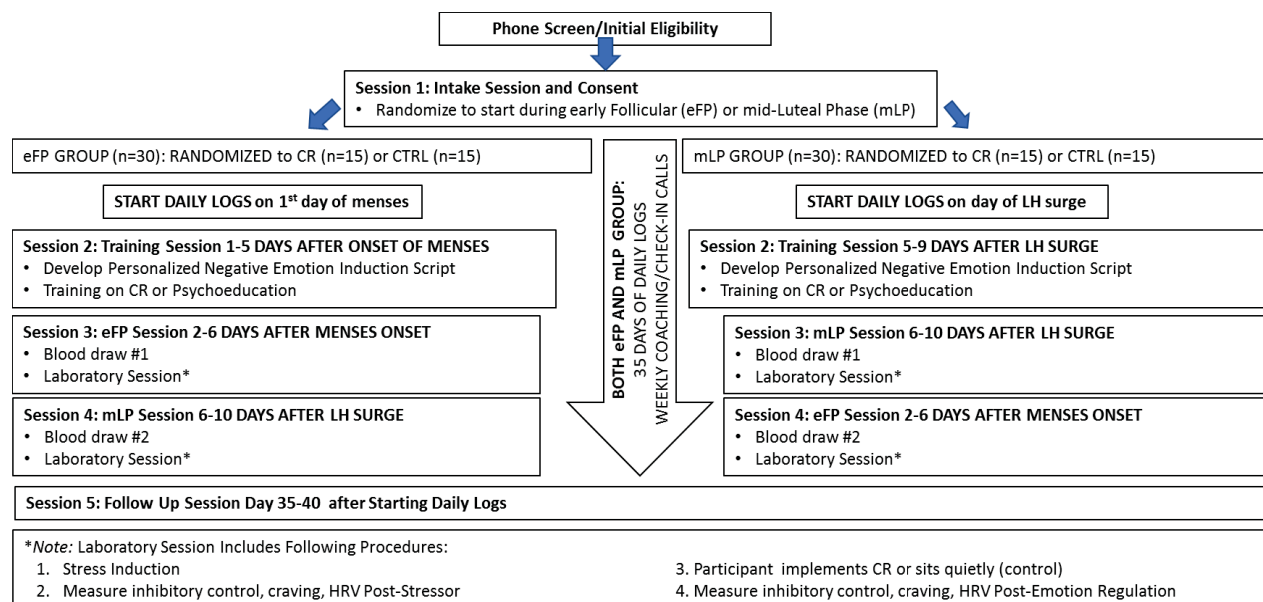 Phone Screen/Initial Eligibility
Session 1: Intake Session and Consent
• Randomize to start during early Follicular (eFP) or mid-Luteal Phase (mLP)
eFP GROUP (n=30): RANDOMIZED to CR (n=15) or CTRL (n=15)
START DAILY LOGS on 1st day of menses
Session 2: Training Session 1-5 DAYS AFTER ONSET OF MENSES
• Develop Personalized Negative Emotion Induction Script
• Training on CR or Psychoeducation
Session 3: eFP Session 2-6 DAYS AFTER MENSES ONSET
• Blood draw #1
• Laboratory Session*
Session 4: mLP Session 6-10 DAYS AFTER LH SURGE
• Blood draw #2
• Laboratory Session*
BOTH eFP AND mLP GROUP:
35 DAYS OF DAILY LOGS
WEEKLY COACHING/CHECK-IN CALLS
mLP GROUP (n=30): RANDOMIZED to CR (n=15) or CTRL (n=15)
START DAILY LOGS on day of LH surge
Session 2: Training Session 5-9 DAYS AFTER LH SURGE
• Develop Personalized Negative Emotion Induction Script
• Training on CR or Psychoeducation
Session 3: mLP Session 6-10 DAYS AFTER LH SURGE
• Blood draw #1
• Laboratory Session*
Session 4: eFP Session 2-6 DAYS AFTER MENSES ONSET
• Blood draw #2
• Laboratory Session*
Session 5: Follow Up Session Day 35-40 after Starting Daily Logs
*Note: Laboratory Session Includes Following Procedures:
1. Stress Induction
2. Measure inhibitory control, craving, HRV Post-Stressor
3. Participant implements CR or sits quietly (control)
4. Measure inhibitory control, craving, HRV Post-Emotion Regulation